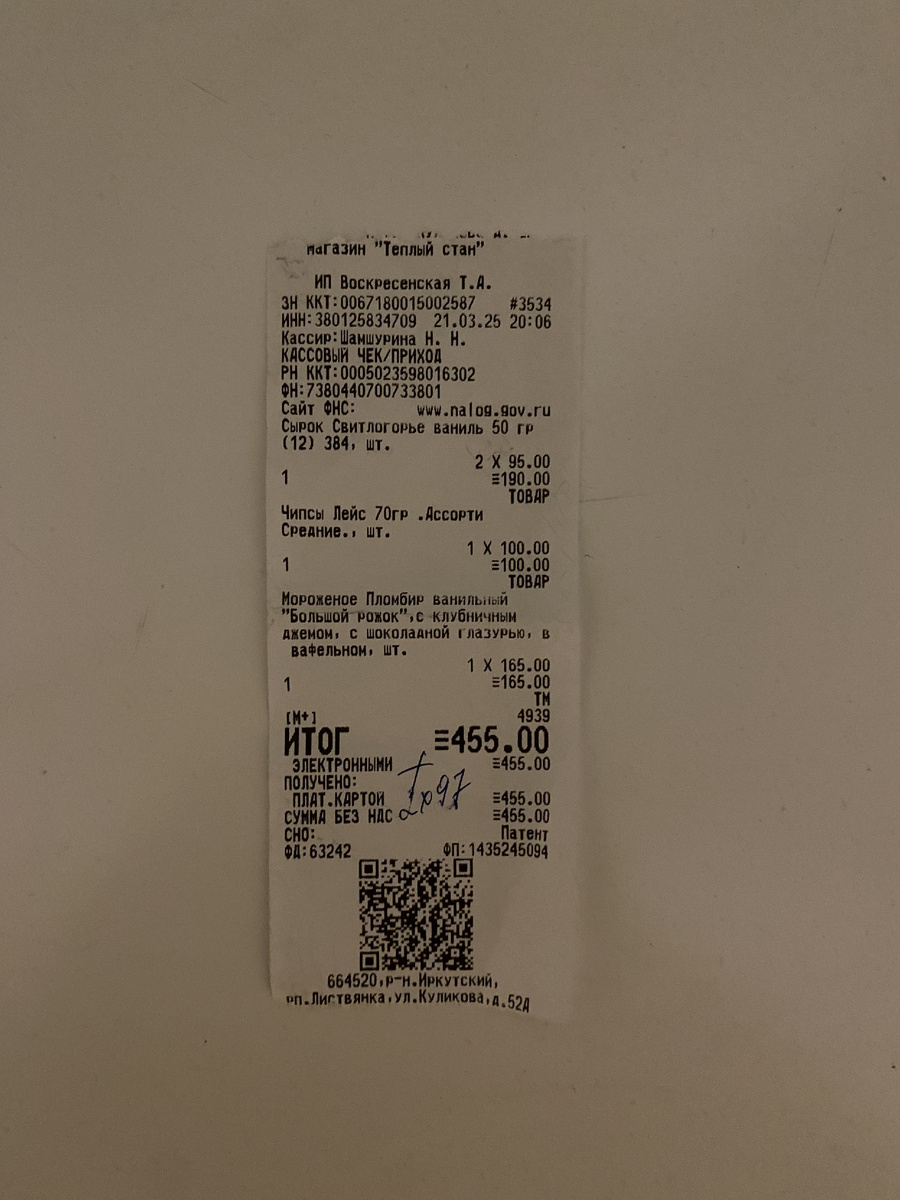 магазин "Теплый стан"
ИП Воскресенская Т.А.
ЗН ККТ:0067180015002587 #3534
ИНН:380125834709 21.03.25 20:06
Кассир:Шамшурина Н. Н.
КАССОВЫЙ ЧЕК/ПРИХОД
РН ККТ:0005023598016302
ФН:7380440700733801
Сайт ФНС: www.nalog.gov.ru
Сырок Свитлогорье ваниль 50 гр
(12) 384, шт.
2 X 95.00
1 ≡190.00
ТОВАР
Чипсы Лейс 70гр .Ассорти
Средние., шт.
1 X 100.00
1 ≡100.00
ТОВАР
Мороженое Пломбир ванильный
"Большой рожок",с клубничным
джемом, с шоколадной глазурью, в
вафельном, шт.
1 X 165.00
1 ≡165.00
ТМ
[M+] 4939
ИТОГ ≡455.00
ЭЛЕКТРОННЫМИ ≡455.00
ПОЛУЧЕНО:
ПЛАТ.КАРТОЙ ≡455.00
СУММА БЕЗ НДС ≡455.00
СНО: Патент
ФД:63242 ФП:1435245094
664520,р-н.Иркутский,
рп.Листвянка,ул.Куликова,д.52А